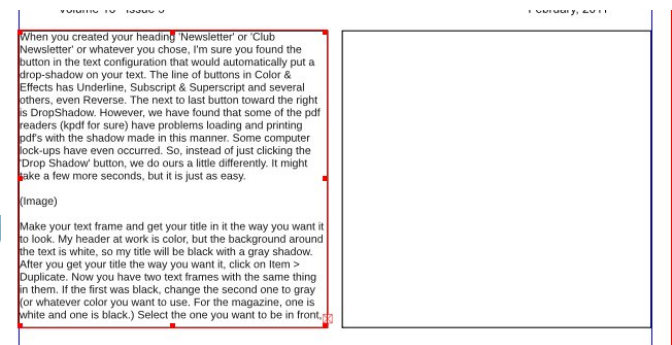 Volume 10 Issue 5
February, 2011
When you created your heading 'Newsletter' or 'Club
Newsletter' or whatever you chose, I'm sure you found the
button in the text configuration that would automatically put a
drop-shadow on your text. The line of buttons in Color &
Effects has Underline, Subscript & Superscript and several
others, even Reverse. The next to last button toward the right
is DropShadow. However, we have found that some of the pdf
readers (kpdf for sure) have problems loading and printing
pdf's with the shadow made in this manner. Some computer
lock-ups have even occurred. So, instead of just clicking the
'Drop Shadow' button, we do ours a little differently. It might
take a few more seconds, but it is just as easy.
(Image)
Make your text frame and get your title in it the way you want it
to look. My header at work is color, but the background around
the text is white, so my title will be black with a gray shadow.
After you get your title the way you want it, click on Item >
Duplicate. Now you have two text frames with the same thing
in them. If the first was black, change the second one to gray
(or whatever color you want to use. For the magazine, one is
white and one is black.) Select the one you want to be in front,